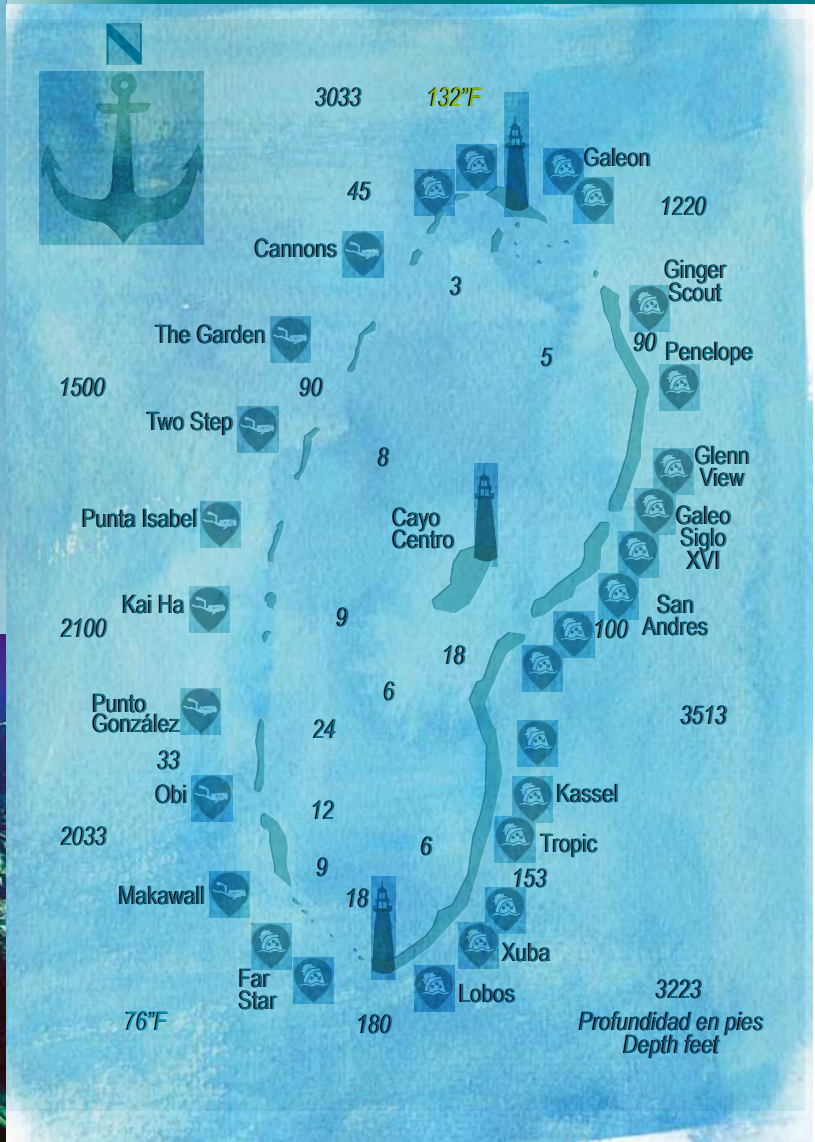 N
3033
132”F
Galeon
45
1220
Cannons
Ginger
Scout
3
The Garden
90
Penelope
5
1500
90
Two Step
8
Glenn
View
Cayo
Centro
Punta Isabel
Galeo
Siglo
XVI
Kai Ha
2100
9
San
Andres
100
18
6
Punto
González
3513
24
33
Obi
Kassel
12
2033
6
Tropic
9
153
Makawall
18
Xuba
Far
Star
Lobos
3223
76”F
180
Profundidad en pies
Depth feet